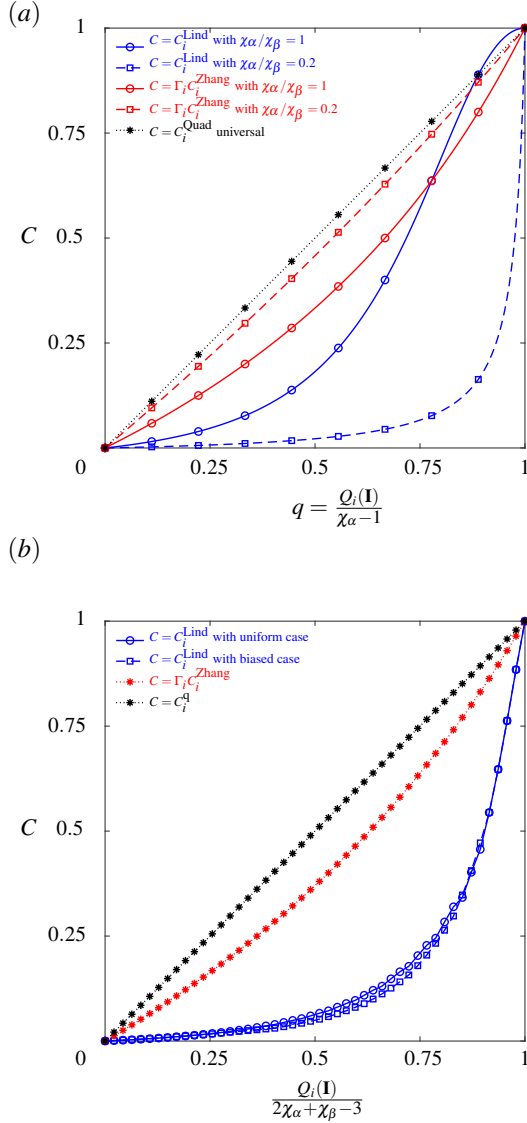 (a)
1
C = C_i^Lind with χα/χβ = 1
C = C_i^Lind with χα/χβ = 0.2
C = Γ_i C_i^Zhang with χα/χβ = 1
C = Γ_i C_i^Zhang with χα/χβ = 0.2
C = C_i^Quad universal
0.75
C 0.5
0.25
0.25 0.5 0.75 1
q = Q_i(I)/(χα−1)
(b)
1
C = C_i^Lind with uniform case
C = C_i^Lind with biased case
C = Γ_i C_i^Zhang
C = C_i^q
0.75
C 0.5
0.25
0.25 0.5 0.75 1
Q_i(I)/(2χα+χβ−3)